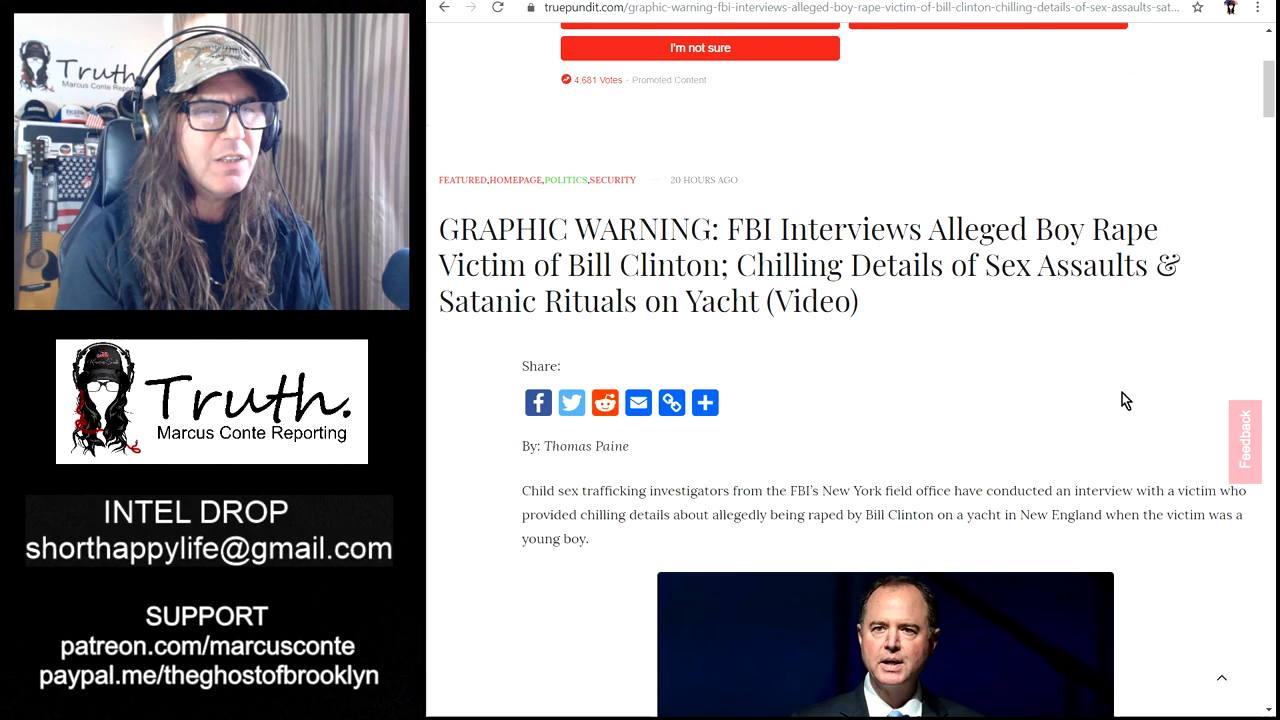 truepundit.com/graphic-warning-fbi-interviews-alleged-boy-rape-victim-of-bill-clinton-chilling-details-of-sex-assaults-sat...
I'm not sure
4,681 Votes - Promoted Content
FEATURED,HOMEPAGE,POLITICS,SECURITY — 20 HOURS AGO
GRAPHIC WARNING: FBI Interviews Alleged Boy Rape
Victim of Bill Clinton; Chilling Details of Sex Assaults &
Satanic Rituals on Yacht (Video)
Share:
By: Thomas Paine
Child sex trafficking investigators from the FBI's New York field office have conducted an interview with a victim who
provided chilling details about allegedly being raped by Bill Clinton on a yacht in New England when the victim was a
young boy.
Feedback
Truth.
Marcus Conte Reporting
Truth.
Marcus Conte Reporting
INTEL DROP
shorthappylife@gmail.com
SUPPORT
patreon.com/marcusconte
paypal.me/theghostofbrooklyn